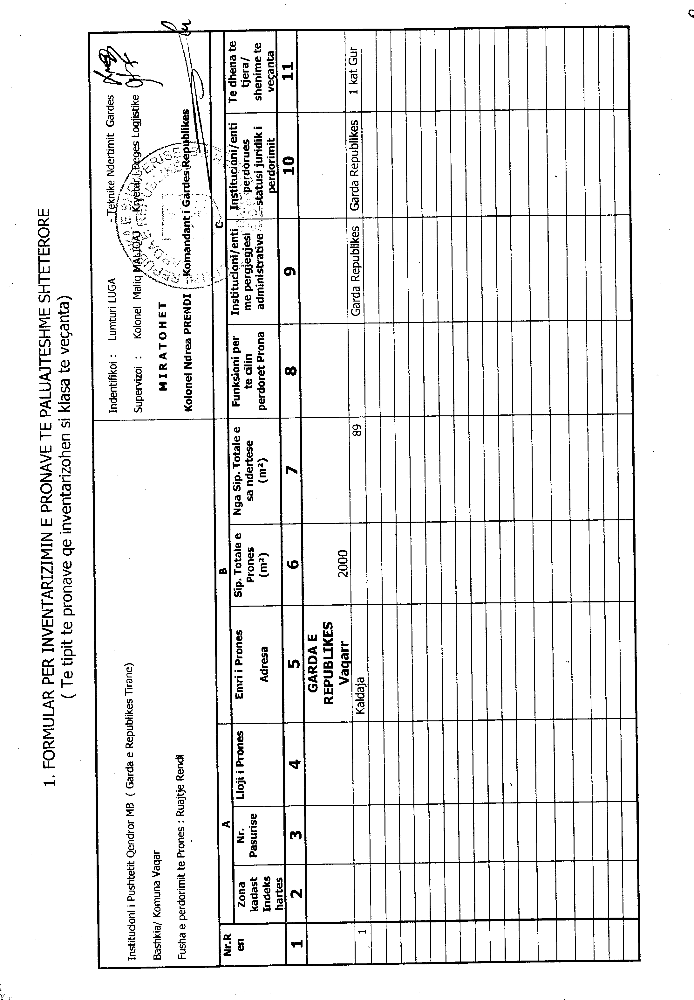 1. FORMULAR PER INVENTARIZIMIN E PRONAVE TE PALUAJTESHME SHTETERORE
( Te tipit te pronave qe inventarizohen si klasa te veçanta)
Institucioni i Pushtetit Qendror MB ( Garda e Republikes Tirane)
Bashkia/ Komuna Vaqar
Fusha e perdorimit te Prones : Ruajtje Rendi
Indentifikoi : Lumturi LUGA - Teknike Ndertimit Gardes
Supervizoi : Kolonel Maliq MALIQAJ Kryetar i Deges Logjistike
MIRATOHET
Kolonel Ndrea PRENDI - Komandant i Gardes Republikes
A B C
Nr.R
en
Zona
kadast
Indeks
hartes
Nr.
Pasurise
Lloji i Prones
Emri i Prones
Adresa
Sip. Totale e
Prones
(m²)
Nga Sip. Totale e
sa ndertese
(m²)
Funksioni per
te cilin
perdoret Prona
Institucioni/enti
me pergjegjesi
administrative
Institucioni/enti
perdorues
statusi juridik i
perdorimit
Te dhena te
tjera/
shenime te
veçanta
1 2 3 4 5 6 7 8 9 10 11
GARDA E
REPUBLIKES
Vaqarr 2000
1 Kaldaja 89 Garda Republikes Garda Republikes 1 kat Gur